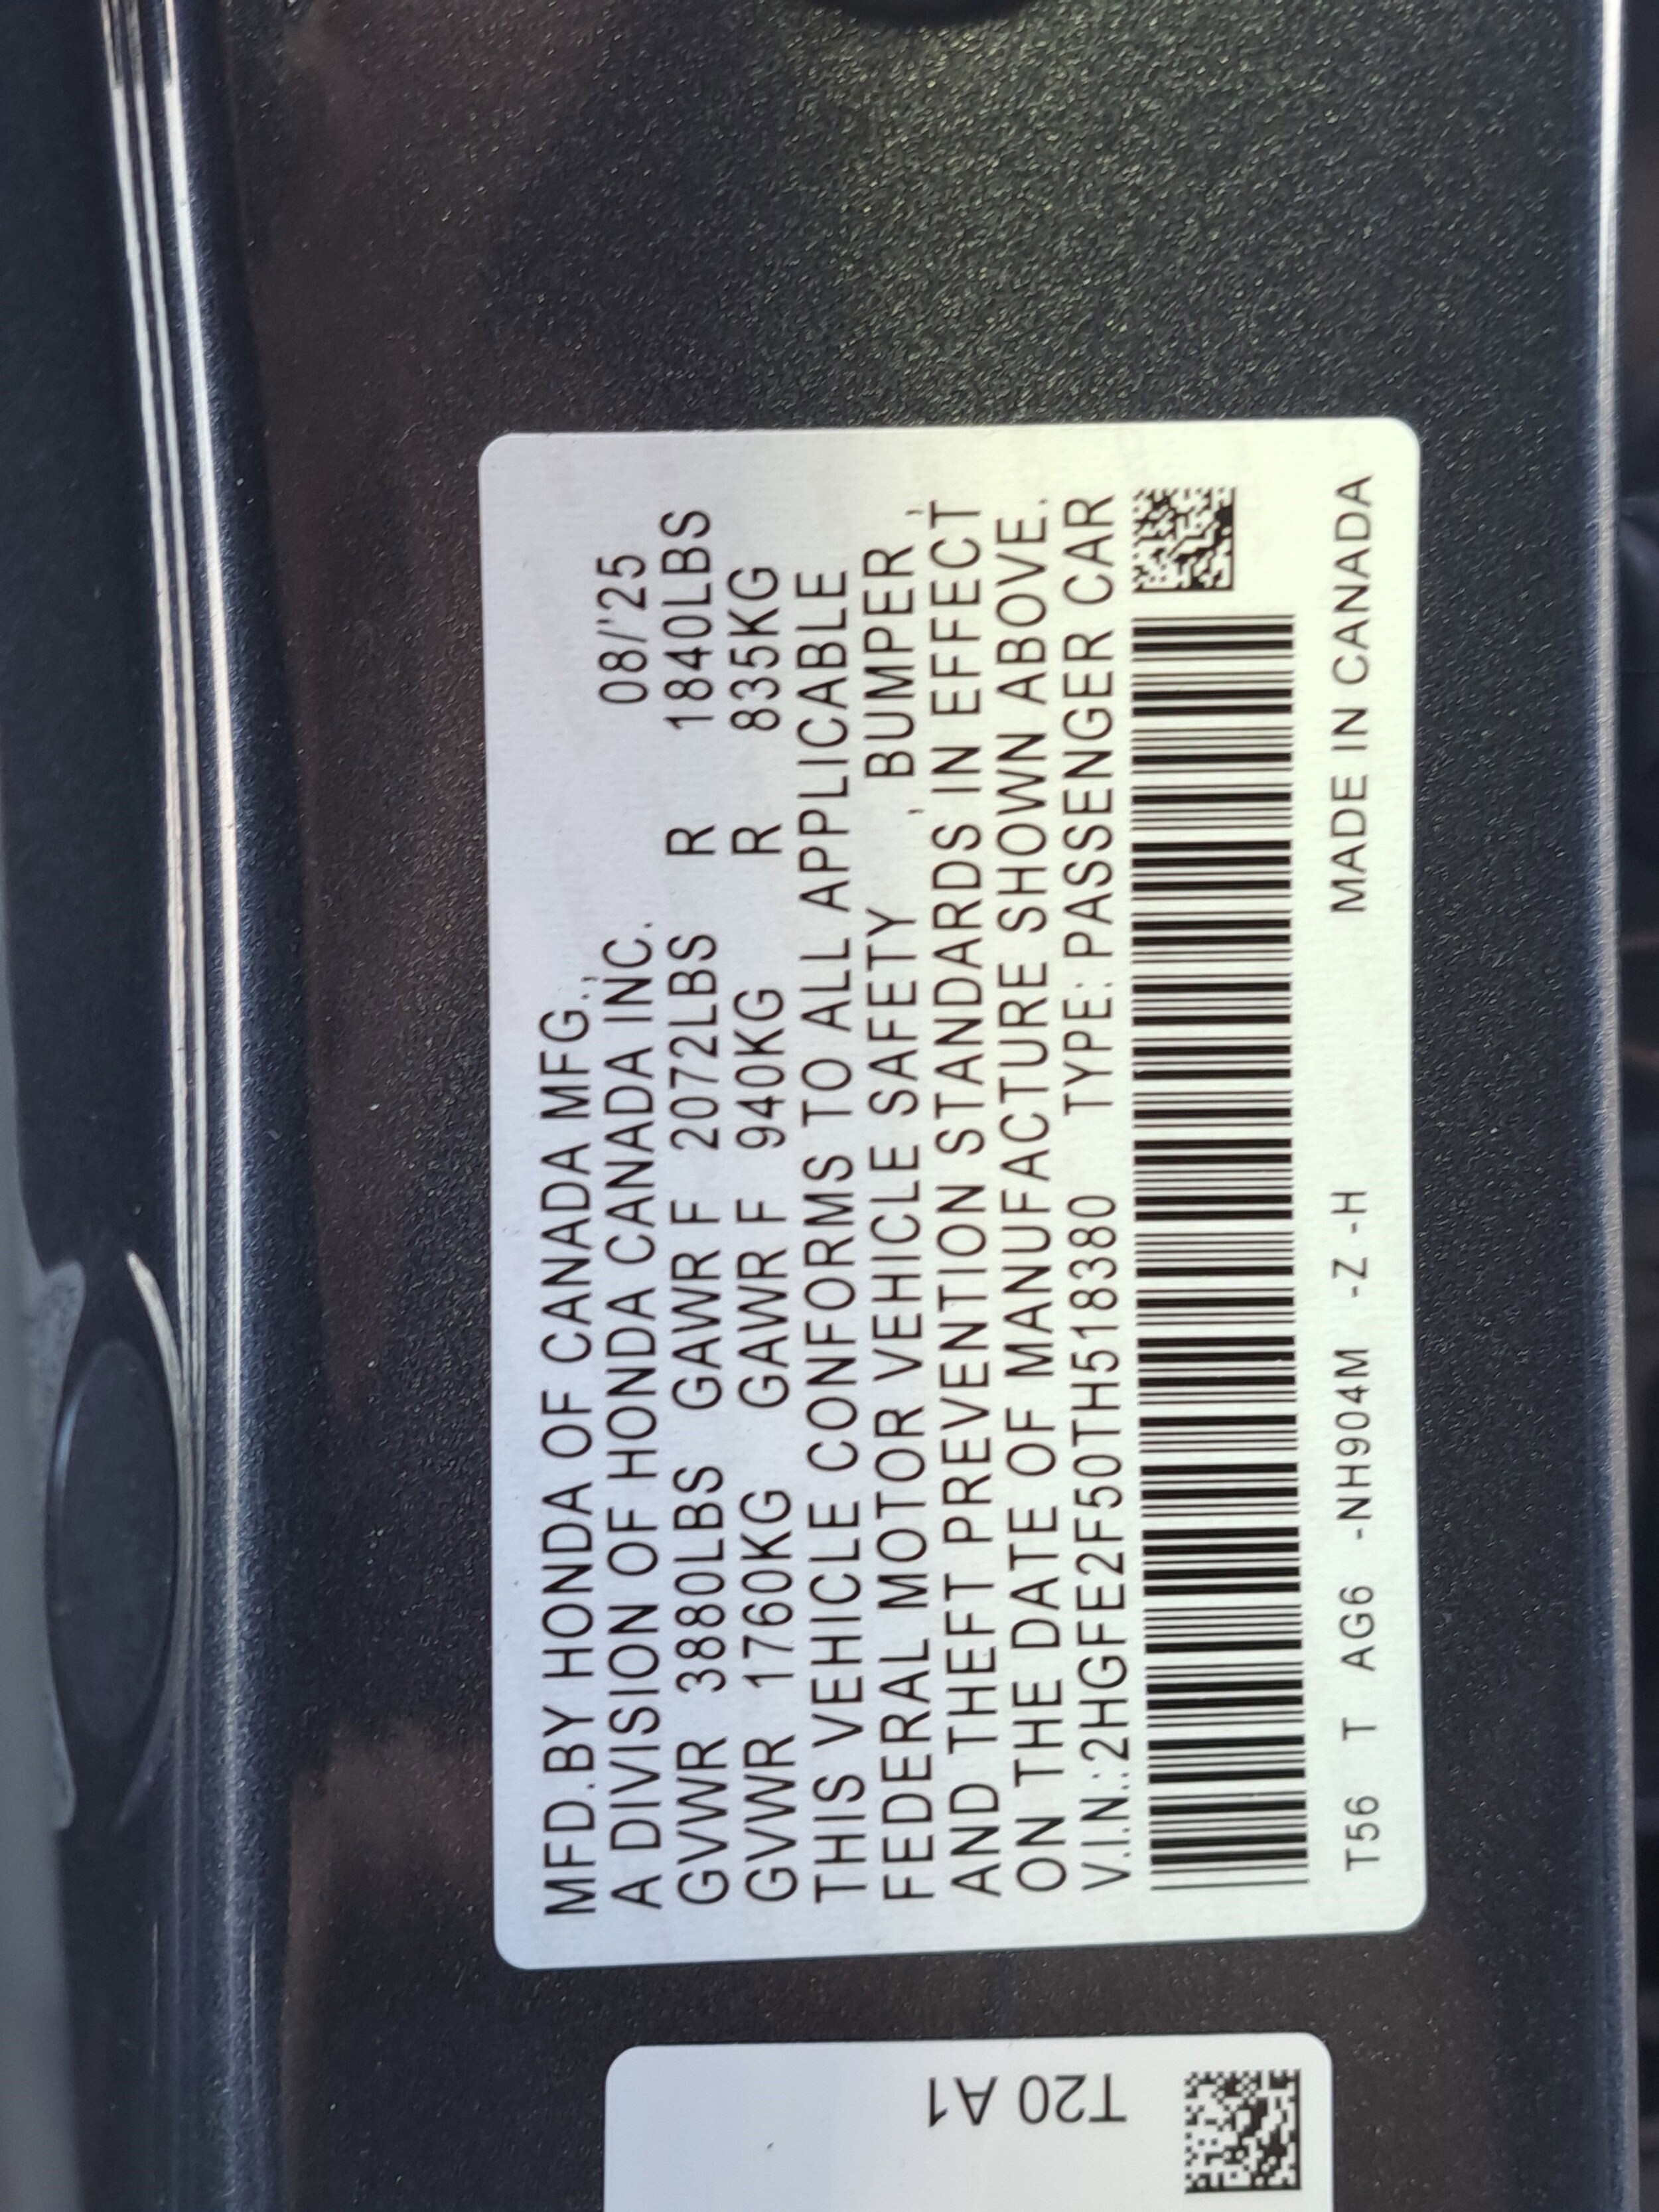 MFD.BY HONDA OF CANADA MFG.,
A DIVISION OF HONDA CANADA INC. 08/'25
GVWR 3880LBS GAWR F 2072LBS R 1840LBS
GVWR 1760KG GAWR F 940KG R 835KG
THIS VEHICLE CONFORMS TO ALL APPLICABLE
FEDERAL MOTOR VEHICLE SAFETY , BUMPER ,
AND THEFT PREVENTION STANDARDS IN EFFECT
ON THE DATE OF MANUFACTURE SHOWN ABOVE.
V.I.N.:2HGFE2F50TH518380 TYPE: PASSENGER CAR
T56 T AG6 -NH904M -Z -H MADE IN CANADA
T20 A1